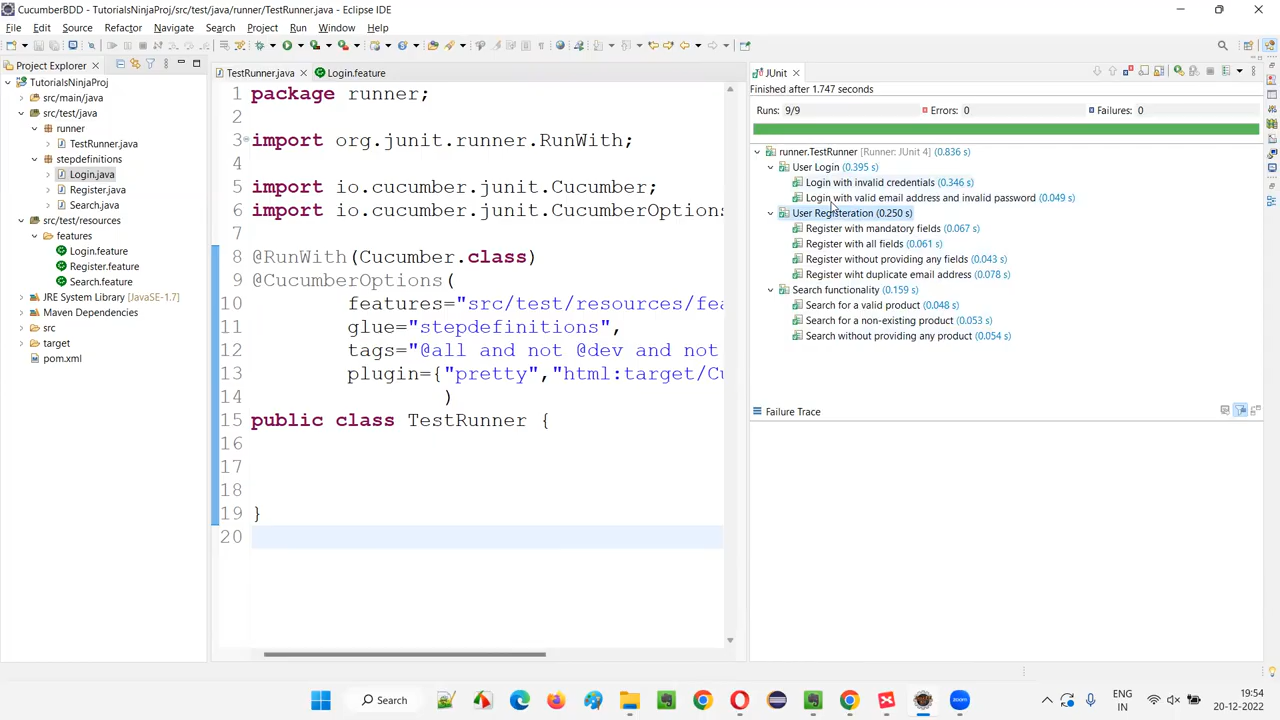 CucumberBDD - TutorialsNinjaProj/src/test/java/runner/TestRunner.java - Eclipse IDE
File Edit Source Refactor Navigate Search Project Run Window Help
Project Explorer
TutorialsNinjaProj
src/main/java
src/test/java
runner
TestRunner.java
stepdefinitions
Login.java
Register.java
Search.java
src/test/resources
features
Login.feature
Register.feature
Search.feature
JRE System Library [JavaSE-1.7]
Maven Dependencies
src
target
pom.xml
TestRunner.java
Login.feature
1 package runner;
2
3 import org.junit.runner.RunWith;
4
5 import io.cucumber.junit.Cucumber;
6 import io.cucumber.junit.CucumberOptions
7
8 @RunWith(Cucumber.class)
9 @CucumberOptions(
10 features="src/test/resources/fea
11 glue="stepdefinitions",
12 tags="@all and not @dev and not
13 plugin={"pretty","html:target/Cu
14 )
15 public class TestRunner {
16
17
18
19 }
20
JUnit
Finished after 1.747 seconds
Runs: 9/9 Errors: 0 Failures: 0
runner.TestRunner [Runner: JUnit 4] (0.836 s)
User Login (0.395 s)
Login with invalid credentials (0.346 s)
Login with valid email address and invalid password (0.049 s)
User Registeration (0.250 s)
Register with mandatory fields (0.067 s)
Register with all fields (0.061 s)
Register without providing any fields (0.043 s)
Register wiht duplicate email address (0.078 s)
Search functionality (0.159 s)
Search for a valid product (0.048 s)
Search for a non-existing product (0.053 s)
Search without providing any product (0.054 s)
Failure Trace
Search
ENG
IN
19:54
20-12-2022